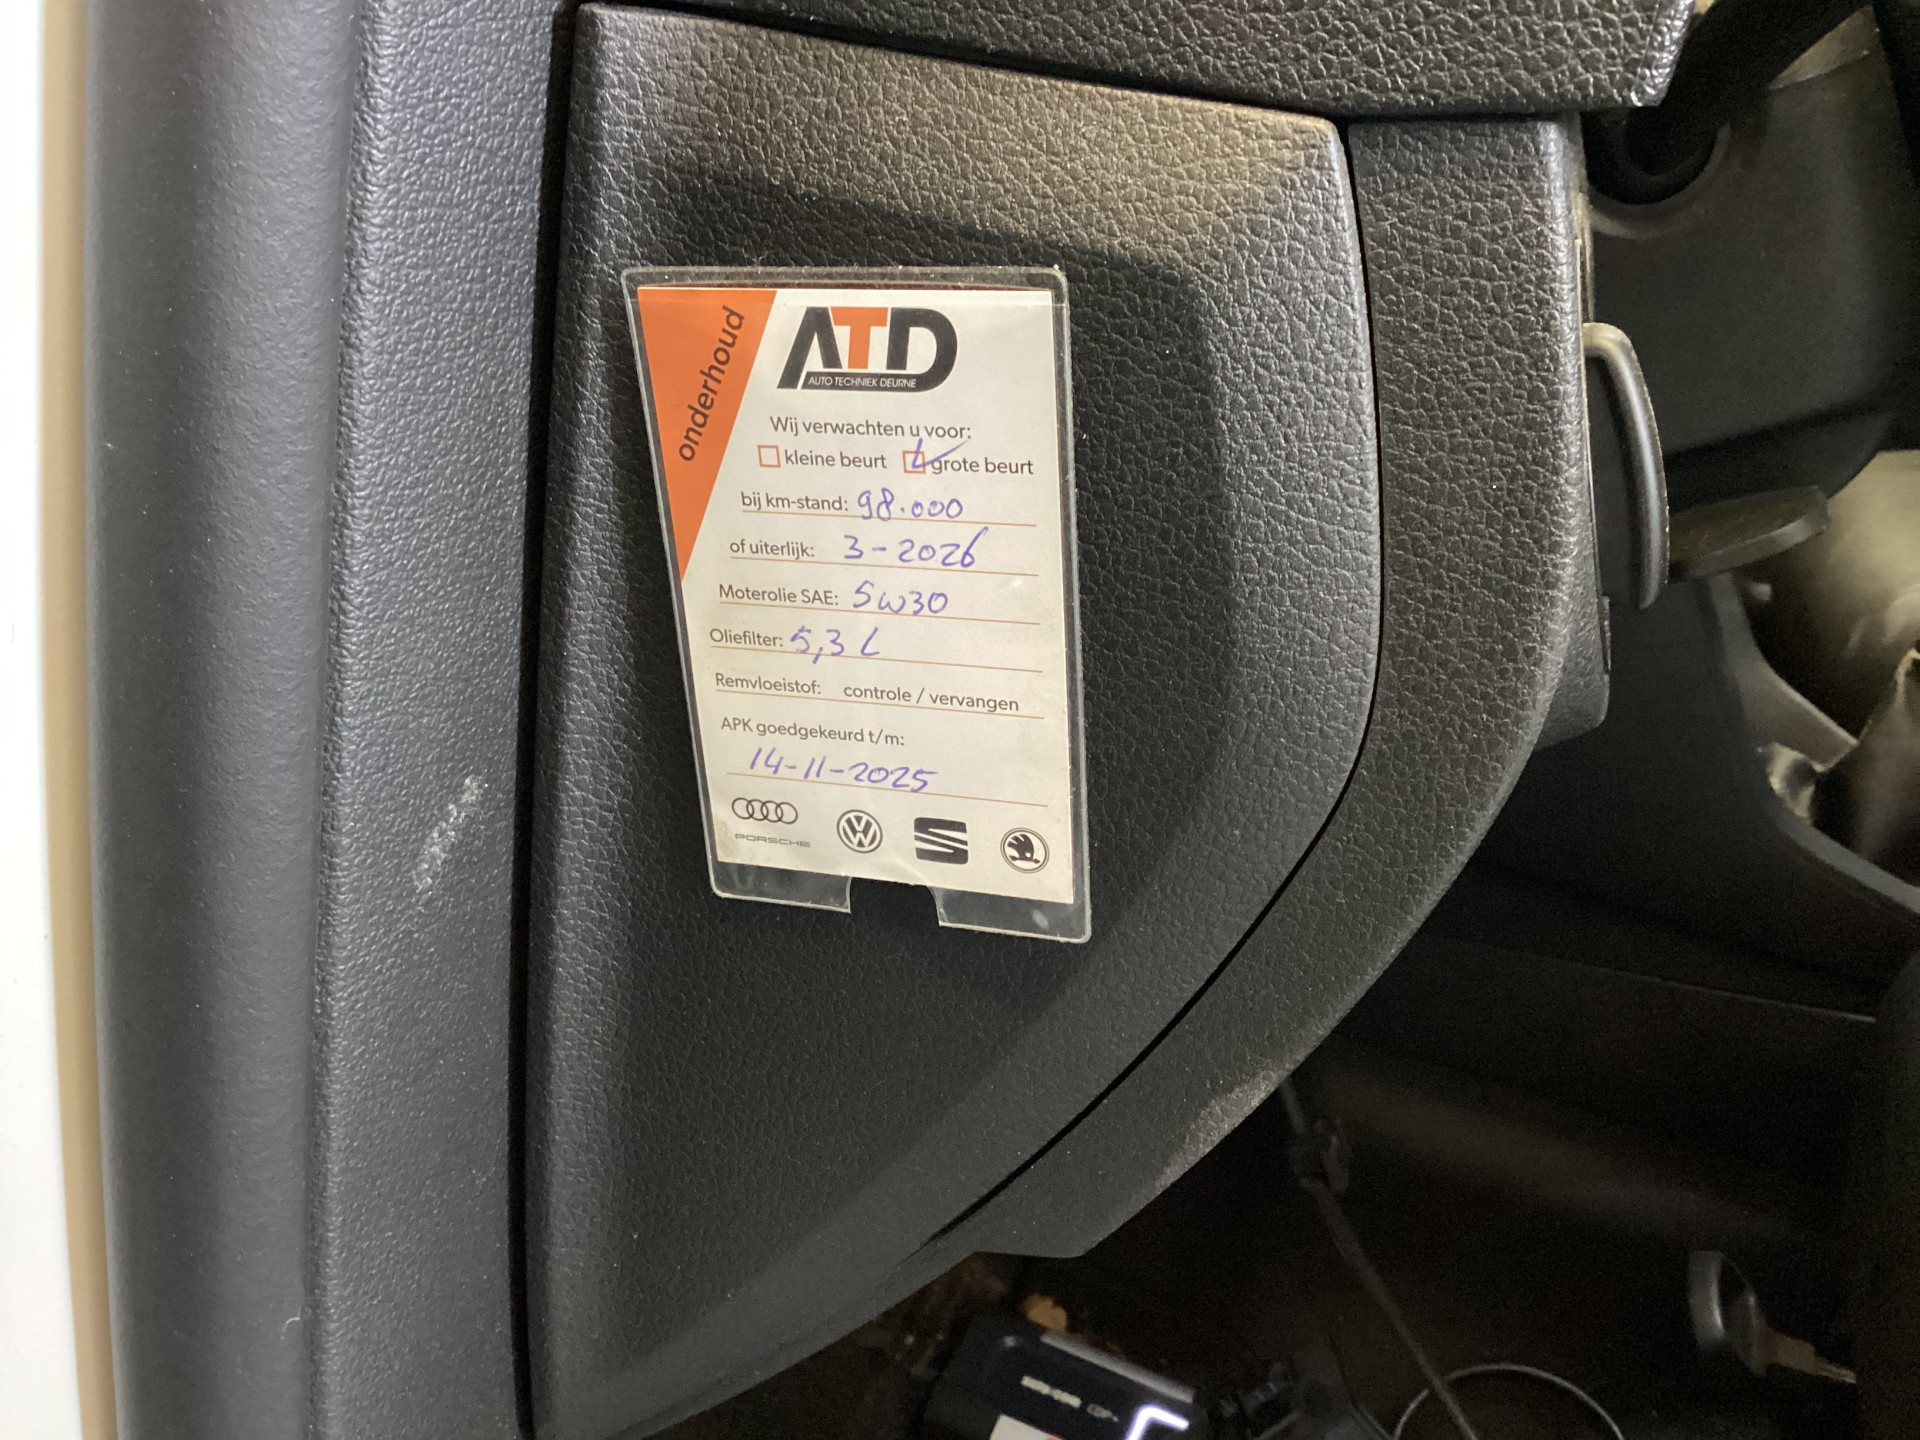 onderhoud
ATD
AUTO TECHNIEK DEURNE
Wij verwachten u voor:
kleine beurt grote beurt
bij km-stand: 98.000
of uiterlijk: 3-2026
Moterolie SAE: 5w30
Oliefilter: 5,3 L
Remvloeistof: controle / vervangen
APK goedgekeurd t/m:
14-11-2025
PORSCHE